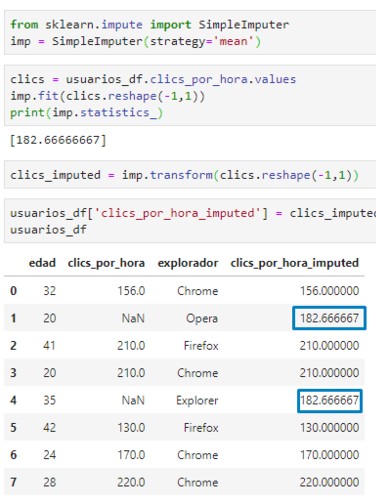 from sklearn.impute import SimpleImputer
imp = SimpleImputer(strategy='mean')
clics = usuarios_df.clics_por_hora.values
imp.fit(clics.reshape(-1,1))
print(imp.statistics_)
[182.66666667]
clics_imputed = imp.transform(clics.reshape(-1,1))
usuarios_df['clics_por_hora_imputed'] = clics_imputed
usuarios_df
edad clics_por_hora explorador clics_por_hora_imputed
0 32 156.0 Chrome 156.000000
1 20 NaN Opera 182.666667
2 41 210.0 Firefox 210.000000
3 20 210.0 Chrome 210.000000
4 35 NaN Explorer 182.666667
5 42 130.0 Firefox 130.000000
6 24 170.0 Chrome 170.000000
7 28 220.0 Chrome 220.000000